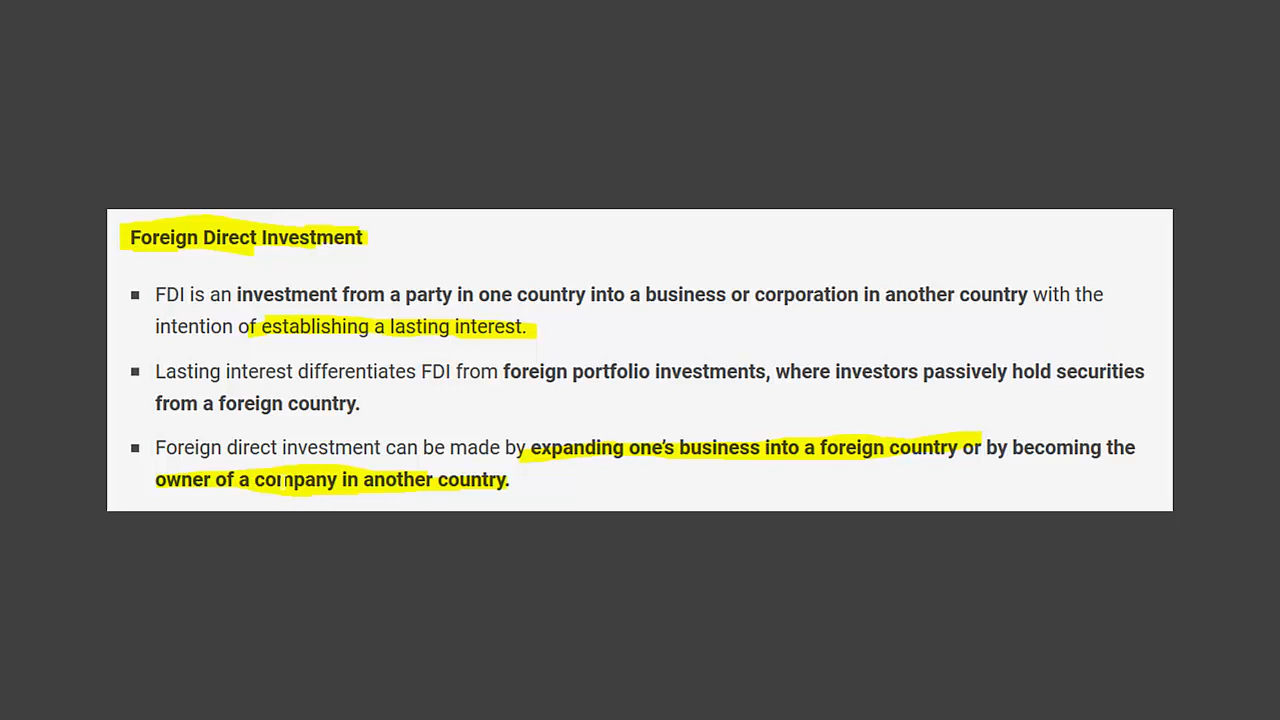 Foreign Direct Investment
FDI is an investment from a party in one country into a business or corporation in another country with the
intention of establishing a lasting interest.
Lasting interest differentiates FDI from foreign portfolio investments, where investors passively hold securities
from a foreign country.
Foreign direct investment can be made by expanding one’s business into a foreign country or by becoming the
owner of a company in another country.